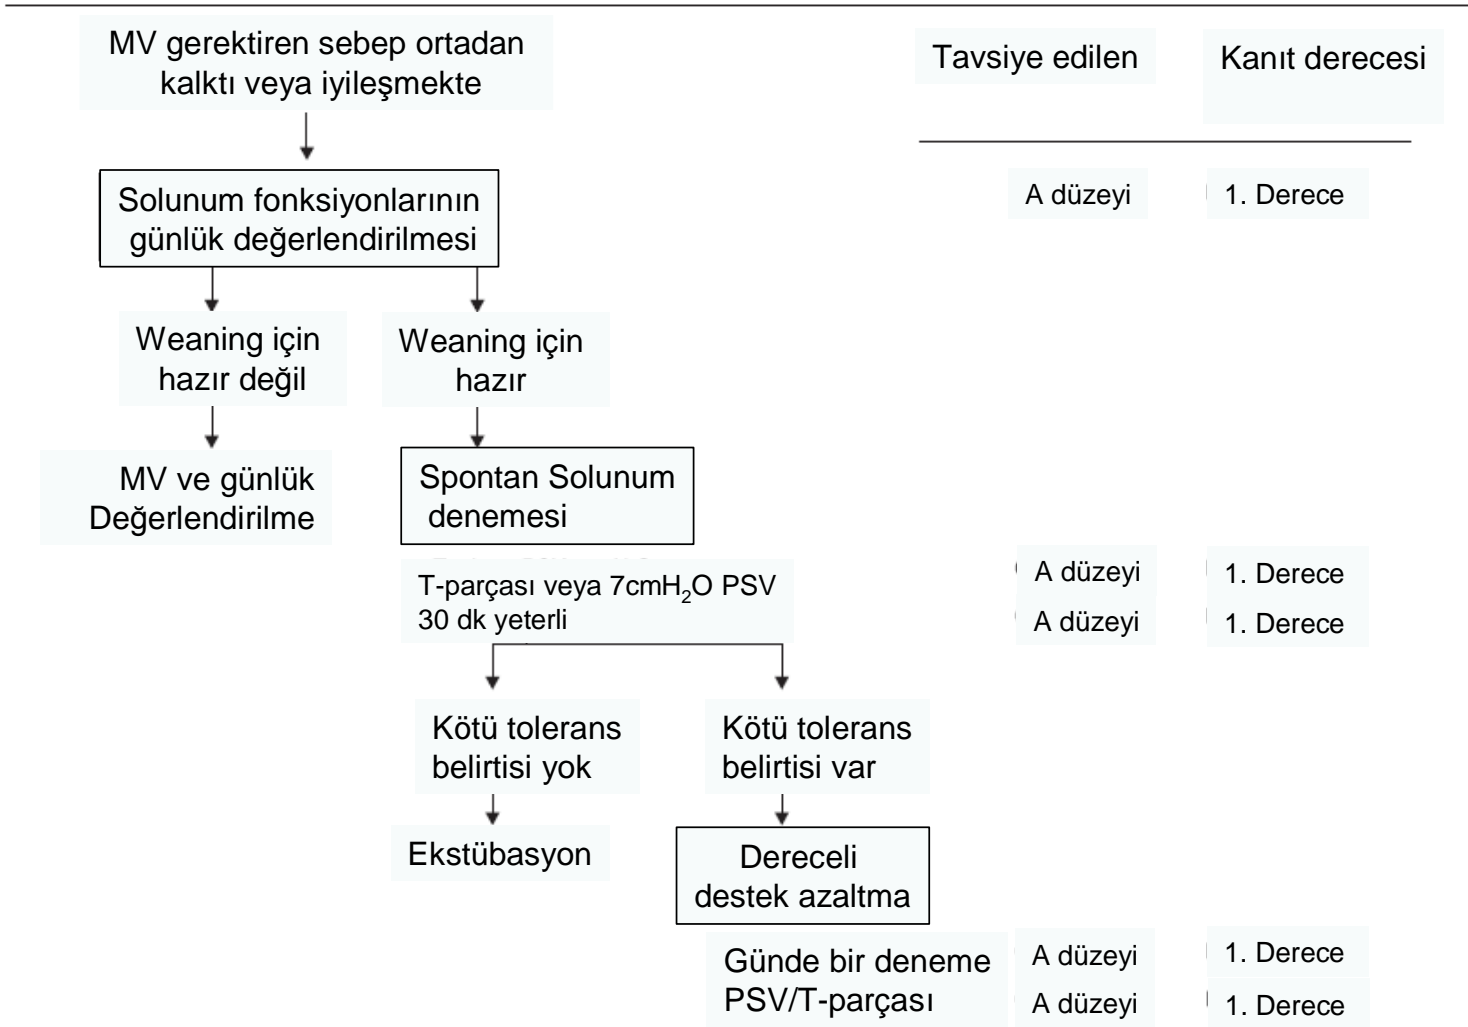 MV gerektiren sebep ortadan
kalktı veya iyileşmekte
Tavsiye edilen
Kanıt derecesi
Solunum fonksiyonlarının
günlük değerlendirilmesi
A düzeyi
1. Derece
Weaning için
hazır değil
Weaning için
hazır
MV ve günlük
Değerlendirilme
Spontan Solunum
denemesi
T-parçası veya 7cmH₂O PSV
30 dk yeterli
A düzeyi
1. Derece
A düzeyi
1. Derece
Kötü tolerans
belirtisi yok
Kötü tolerans
belirtisi var
Ekstübasyon
Dereceli
destek azaltma
Günde bir deneme
PSV/T-parçası
A düzeyi
1. Derece
A düzeyi
1. Derece